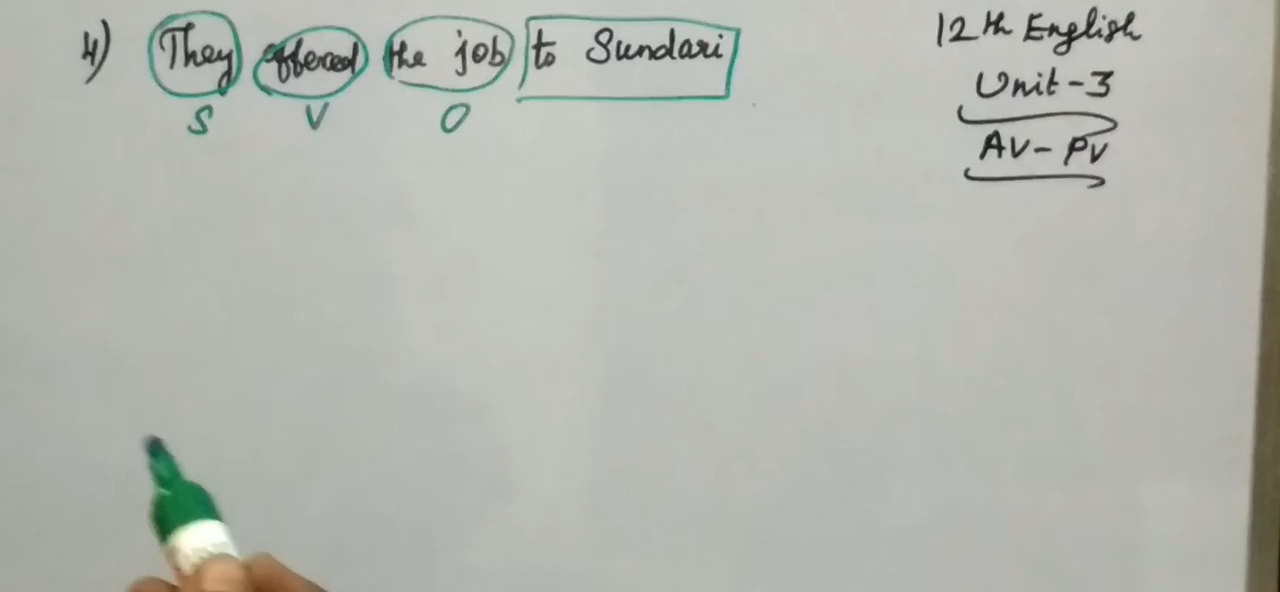 4) They offered the job to Sundari
S V O
12th English
Unit-3
AV-PV